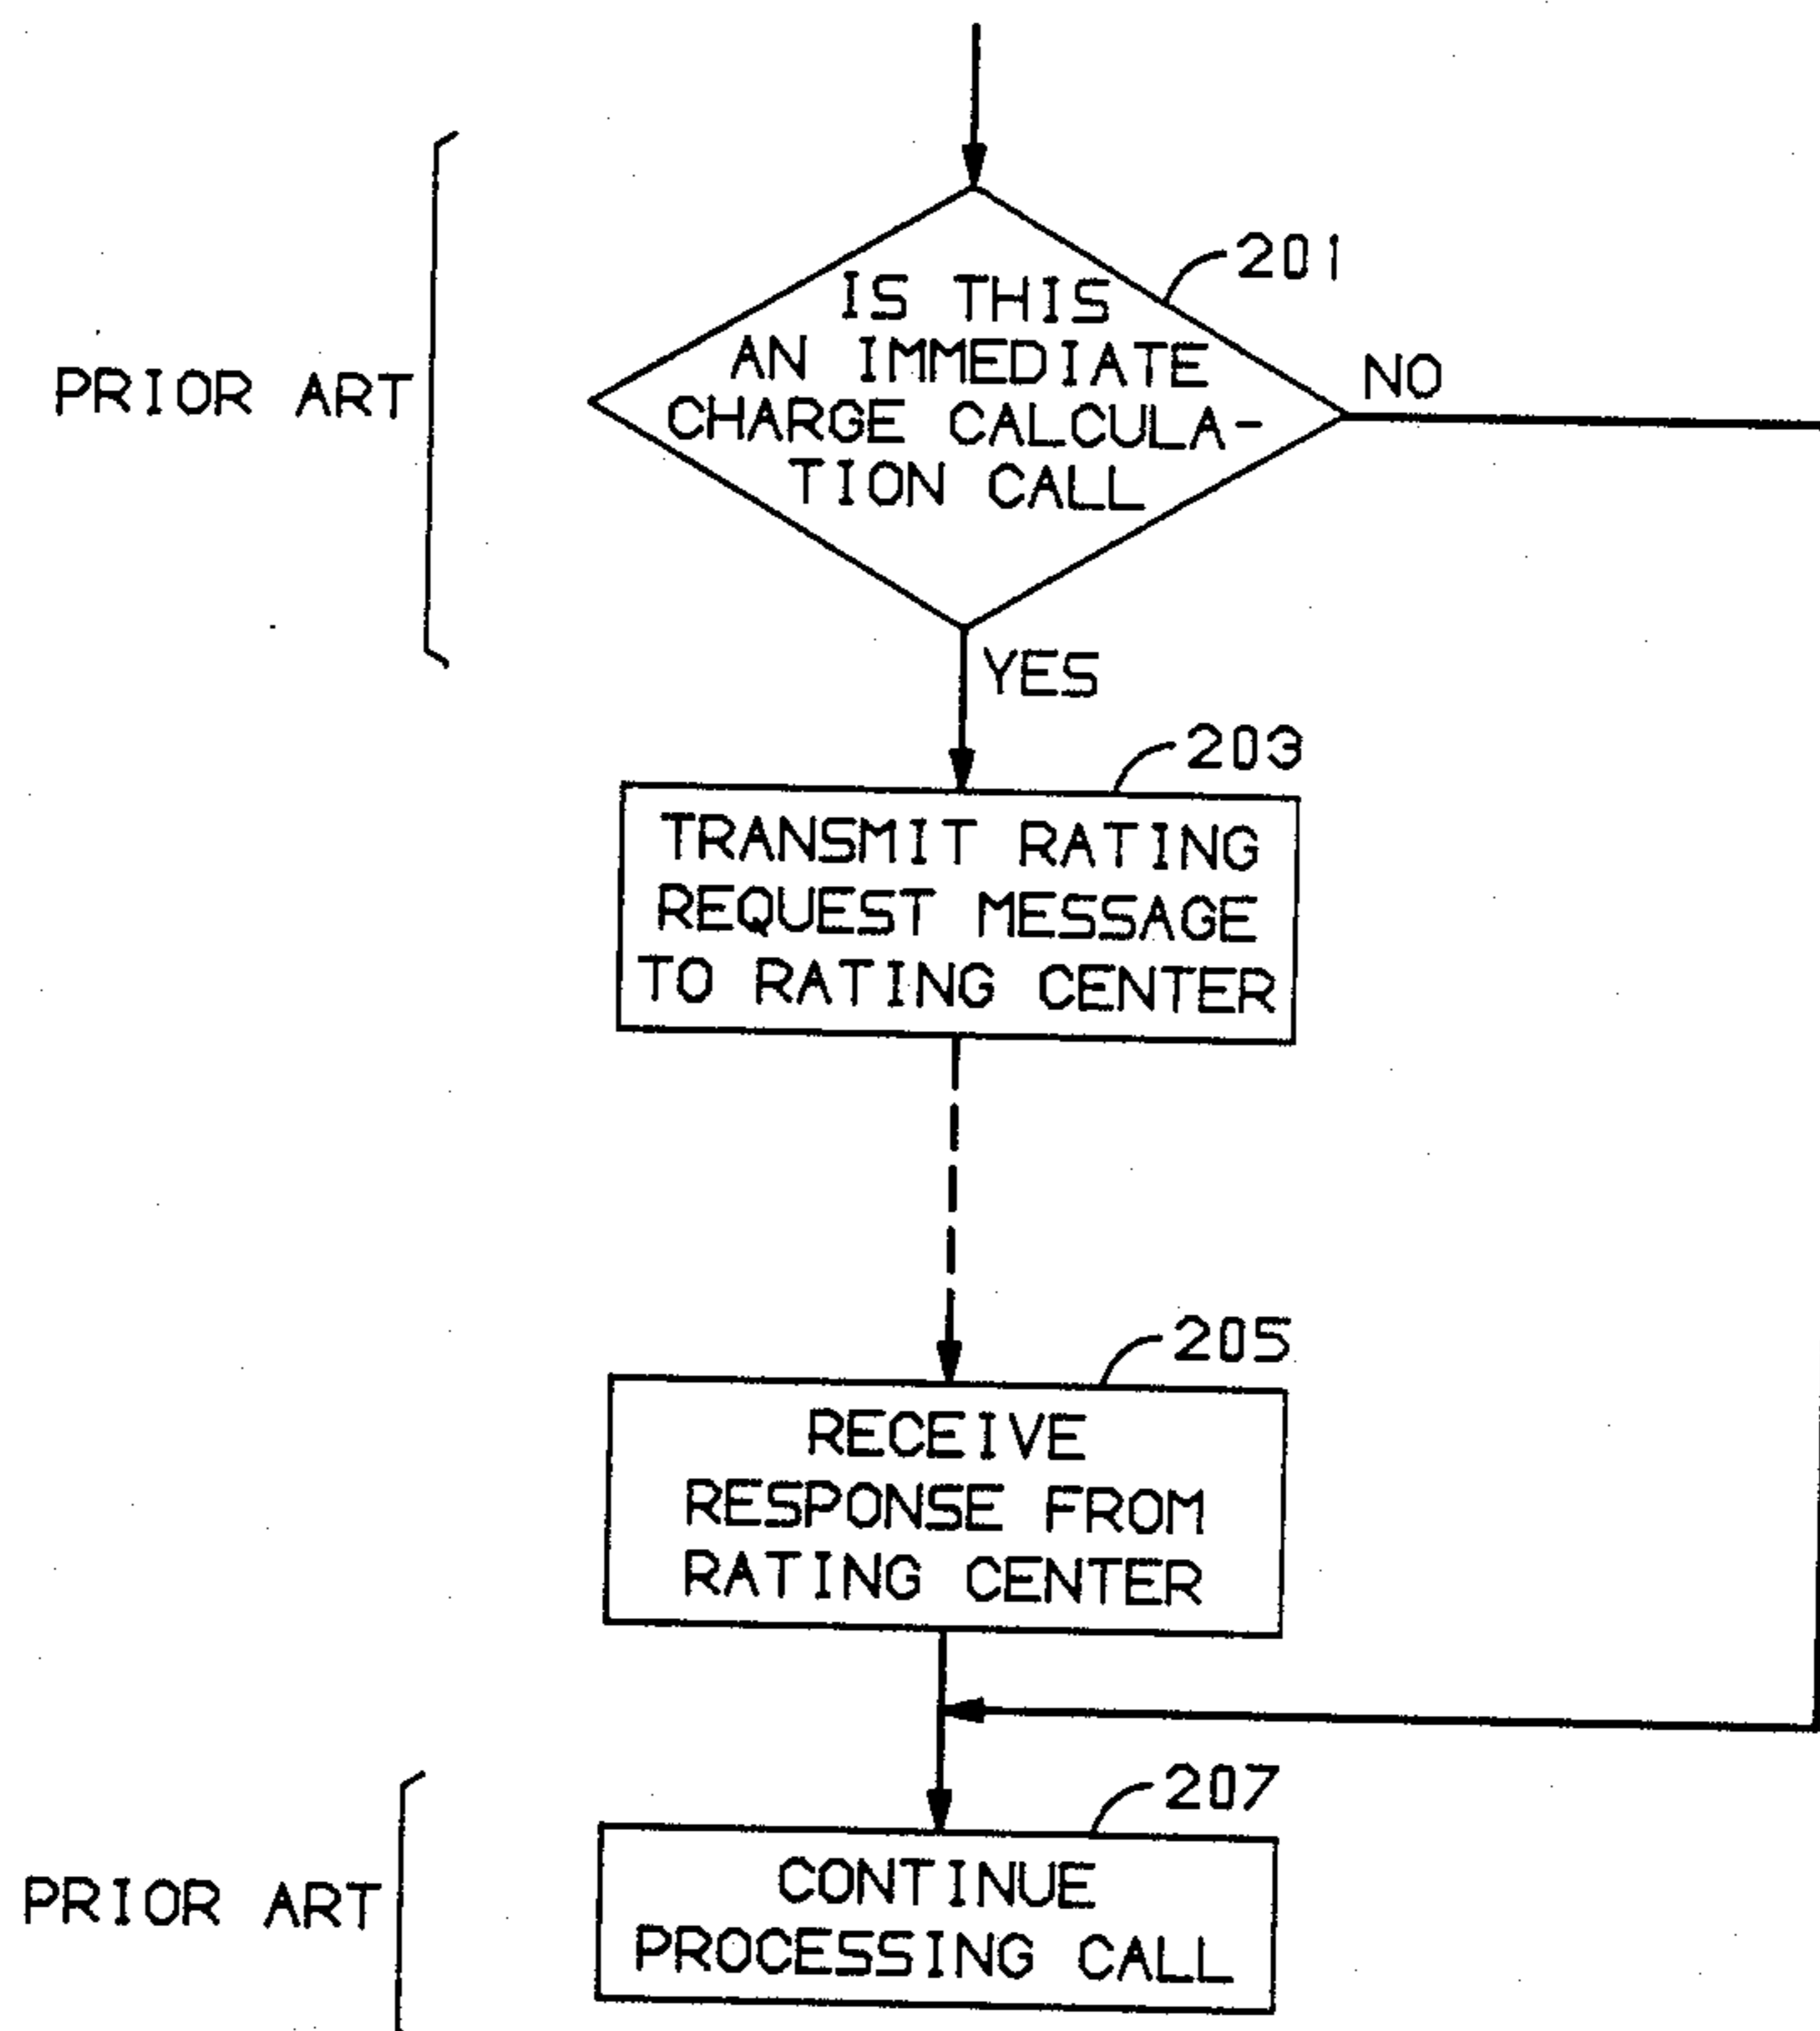 201
IS THIS
AN IMMEDIATE
CHARGE CALCULA-
TION CALL
NO
PRIOR ART
YES
203
TRANSMIT RATING
REQUEST MESSAGE
TO RATING CENTER
205
RECEIVE
RESPONSE FROM
RATING CENTER
207
PRIOR ART
CONTINUE
PROCESSING CALL